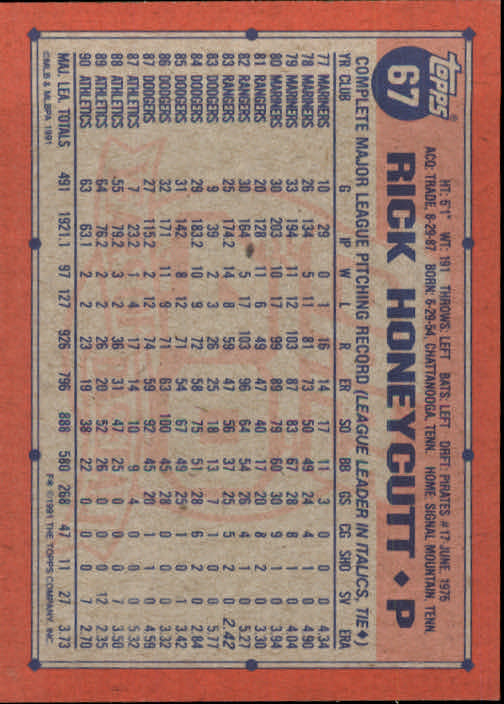 TOPPS®
67
RICK HONEYCUTT ♦ P
HT: 6'1" WT: 191 THROWS: LEFT BATS: LEFT DRFT: PIRATES #17-JUNE, 1976
ACQ: TRADE, 8-29-87 BORN: 6-29-54, CHATTANOOGA, TENN. HOME: SIGNAL MOUNTAIN, TENN
COMPLETE MAJOR LEAGUE PITCHING RECORD (LEAGUE LEADER IN ITALICS, TIE♦)
YR CLUB G IP W L R ER SO BB GS CG SHO SV ERA
77 MARINERS 10 29 0 1 16 14 17 11 3 0 0 0 4.34
78 MARINERS 26 134 5 11 81 73 50 49 24 4 1 0 4.90
79 MARINERS 33 194 11 12 103 87 83 67 28 8 1 0 4.04
80 MARINERS 30 203 10 17 99 89 79 60 30 9 1 0 3.94
81 RANGERS 20 128 11 6 49 47 40 17 20 8 2 0 3.30
82 RANGERS 30 164 5 17 103 96 64 54 26 4 1 0 5.27
83 RANGERS 25 174.2 14 8 59 47 56 37 25 5 2 0 2.42
83 DODGERS 9 39 2 3 26 25 18 13 7 1 0 0 5.77
84 DODGERS 29 183.2 10 9 72 58 75 51 28 6 2 0 2.84
85 DODGERS 31 142 8 12 71 54 67 49 25 1 0 1 3.42
86 DODGERS 32 171 11 9 71 63 100 45 28 0 0 0 3.32
87 DODGERS 27 115.2 2 12 74 59 92 45 20 1 1 0 4.59
87 ATHLETICS 7 23.2 1 4 17 14 10 9 4 0 0 0 5.32
88 ATHLETICS 55 79.2 3 2 36 31 47 25 0 0 0 7 3.50
89 ATHLETICS 64 76.2 2 2 26 20 52 26 0 0 0 12 2.35
90 ATHLETICS 63 63.1 2 2 23 19 38 22 0 0 0 7 2.70
MAJ. LEA. TOTALS 491 1921.1 97 127 926 796 888 580 268 47 11 27 3.73
©MLB & MLBPA 1991
F* ©1991 THE TOPPS COMPANY, INC.